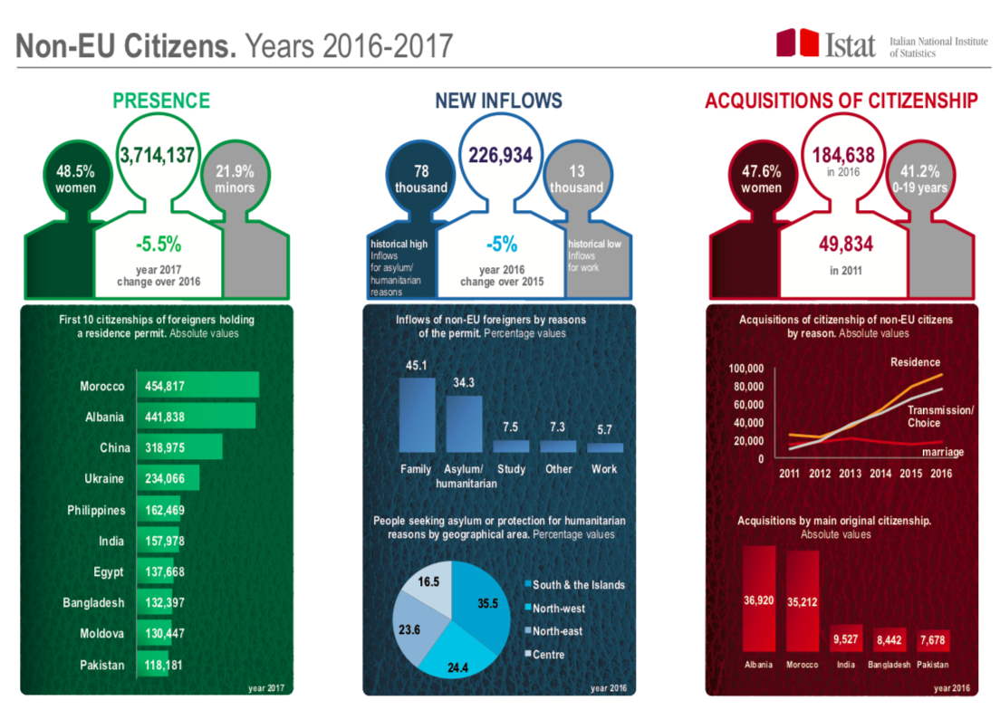 Non-EU Citizens. Years 2016-2017
Istat
Italian National Institute
of Statistics
PRESENCE
3,714,137
48.5%
women
21.9%
minors
-5.5%
year 2017
change over 2016
First 10 citizenships of foreigners holding
a residence permit. Absolute values
Morocco 454,817
Albania 441,838
China 318,975
Ukraine 234,066
Philippines 162,469
India 157,978
Egypt 137,668
Bangladesh 132,397
Moldova 130,447
Pakistan 118,181
year 2017
NEW INFLOWS
226,934
78
thousand
13
thousand
historical high
Inflows
for asylum/
humanitarian
reasons
-5%
year 2016
change over 2015
historical low
Inflows
for work
Inflows of non-EU foreigners by reasons
of the permit. Percentage values
45.1
34.3
7.5
7.3
5.7
Family
Asylum/
humanitarian
Study
Other
Work
People seeking asylum or protection for humanitarian
reasons by geographical area. Percentage values
16.5
35.5
23.6
24.4
South & the Islands
North-west
North-east
Centre
year 2016
ACQUISITIONS OF CITIZENSHIP
184,638
in 2016
47.6%
women
41.2%
0-19 years
49,834
in 2011
Acquisitions of citizenship of non-EU citizens
by reason. Absolute values
100,000
80,000
60,000
40,000
20,000
0
Residence
Transmission/
Choice
marriage
2011 2012 2013 2014 2015 2016
Acquisitions by main original citizenship.
Absolute values
36,920
35,212
9,527
8,442
7,678
Albania Morocco India Bangladesh Pakistan
year 2016